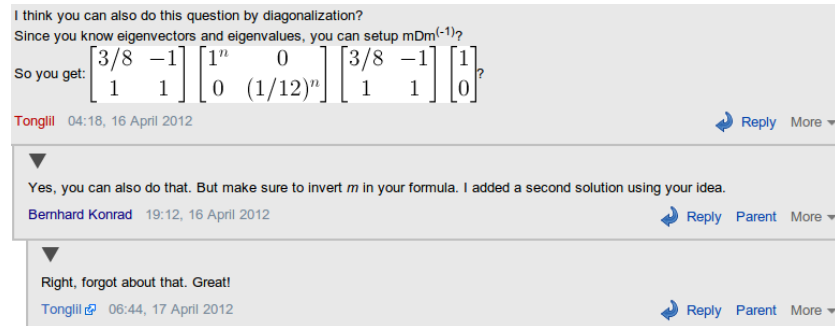 I think you can also do this question by diagonalization?
Since you know eigenvectors and eigenvalues, you can setup mDm^(-1)?
So you get: [3/8 −1; 1 1] [1^n 0; 0 (1/12)^n] [3/8 −1; 1 1] [1; 0]?
Tonglil 04:18, 16 April 2012 Reply More
Yes, you can also do that. But make sure to invert m in your formula. I added a second solution using your idea.
Bernhard Konrad 19:12, 16 April 2012 Reply Parent More
Right, forgot about that. Great!
Tonglil 06:44, 17 April 2012 Reply Parent More